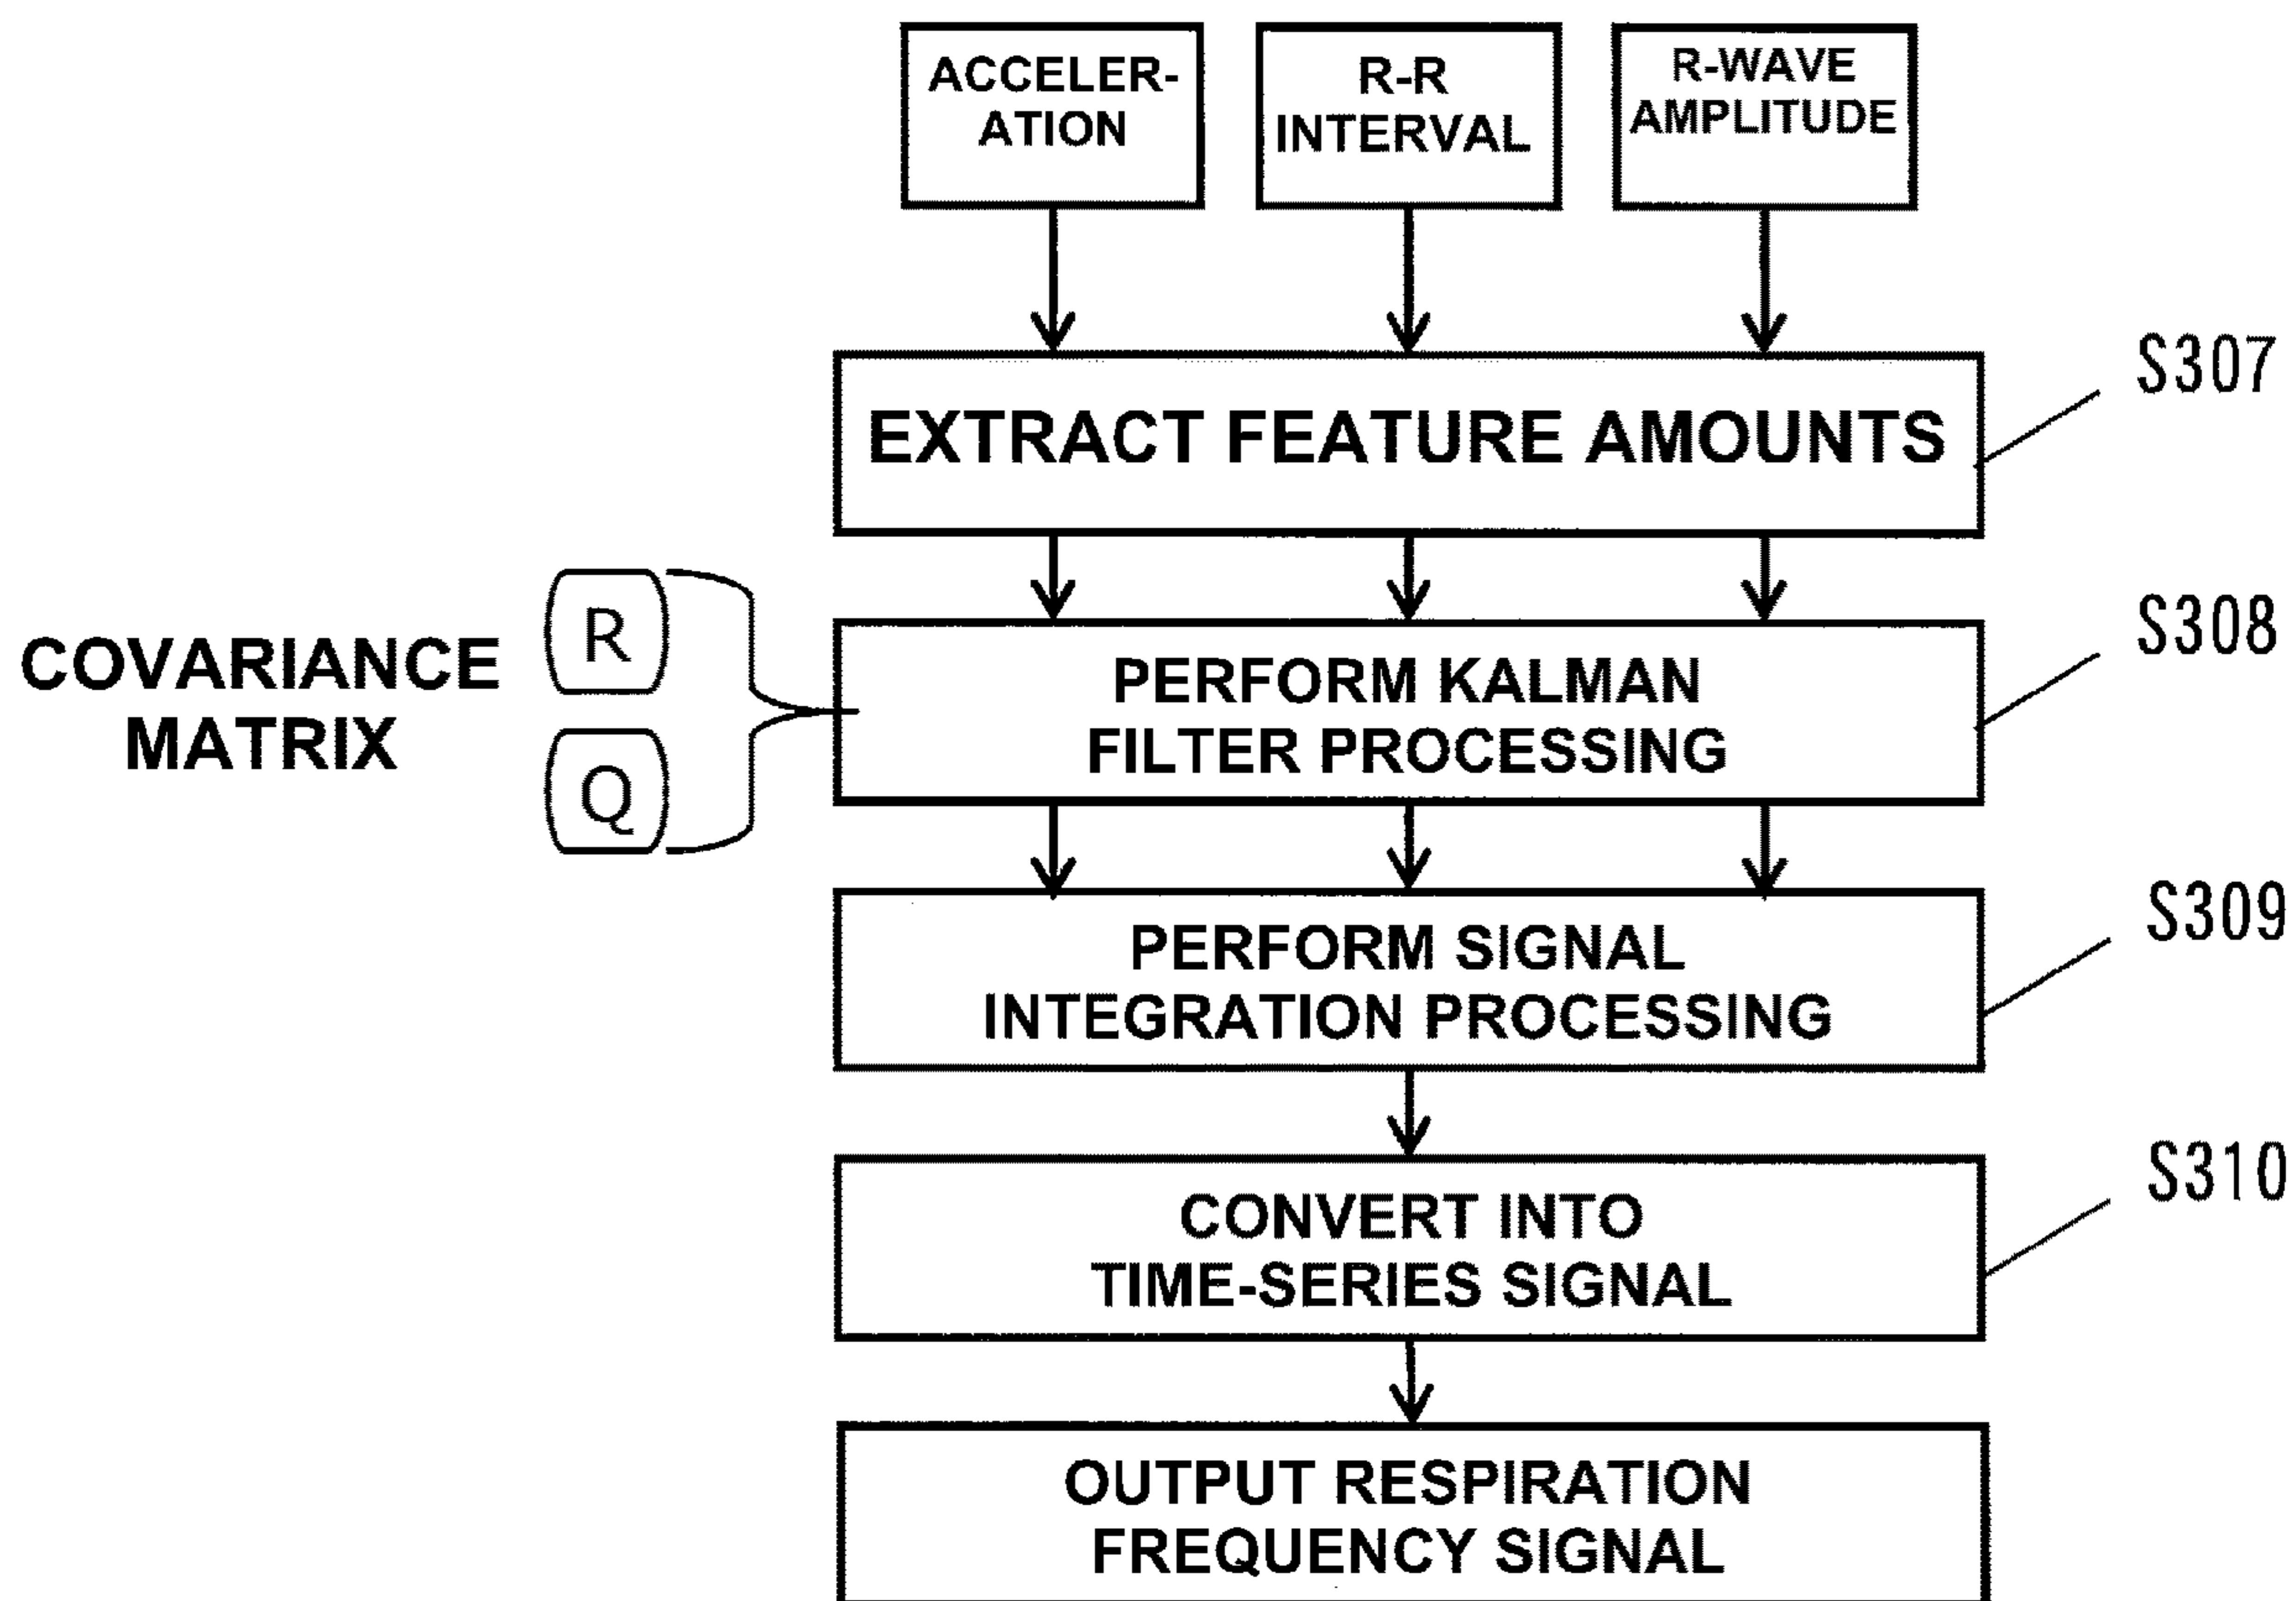 ACCELER-
ATION
R-R
INTERVAL
R-WAVE
AMPLITUDE
EXTRACT FEATURE AMOUNTS
S307
COVARIANCE
MATRIX
R
Q
PERFORM KALMAN
FILTER PROCESSING
S308
PERFORM SIGNAL
INTEGRATION PROCESSING
S309
CONVERT INTO
TIME-SERIES SIGNAL
S310
OUTPUT RESPIRATION
FREQUENCY SIGNAL